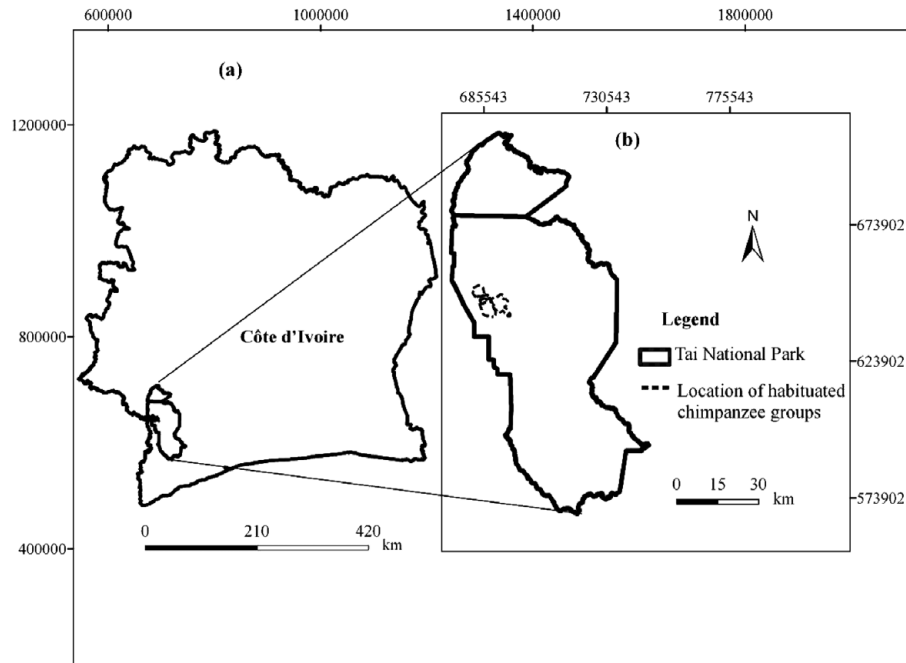 600000 1000000 1400000 1800000
(a)
685543 730543 775543
1200000
(b)
N
673902
Côte d'Ivoire
800000
Legend
Tai National Park
623902
Location of habituated
chimpanzee groups
0 15 30
km
573902
0 210 420
km
400000